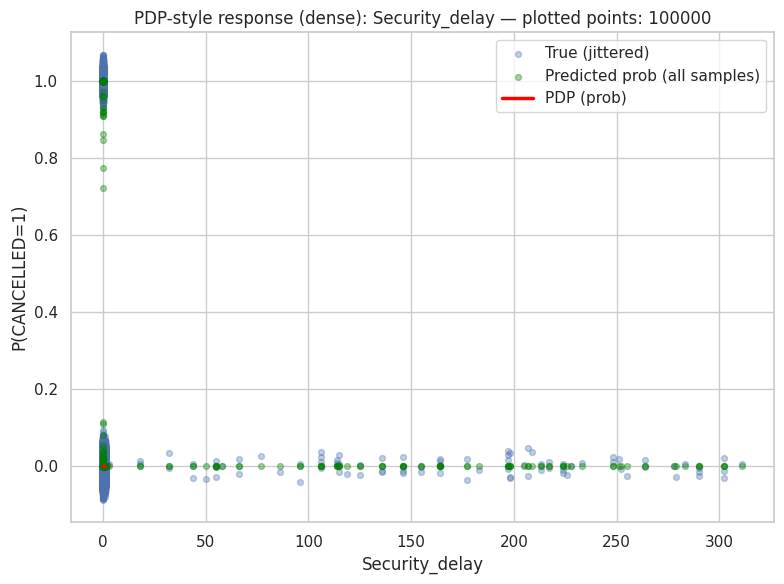 PDP-style response (dense): Security_delay — plotted points: 100000
True (jittered)
Predicted prob (all samples)
PDP (prob)
P(CANCELLED=1)
1.0
0.8
0.6
0.4
0.2
0.0
0 50 100 150 200 250 300
Security_delay